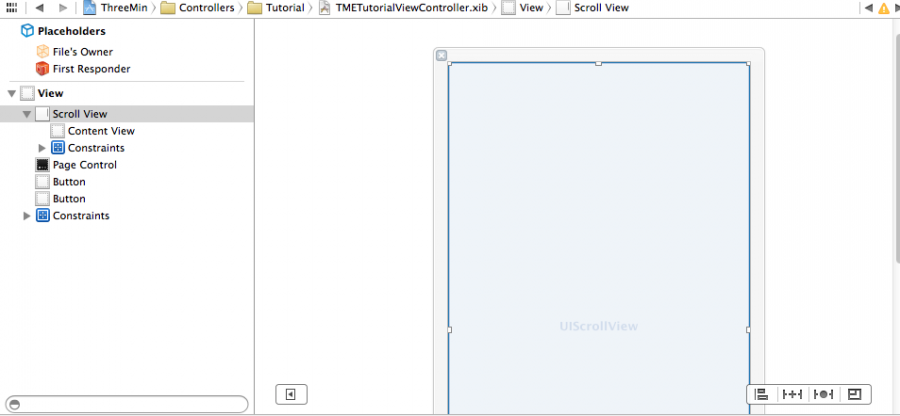 ThreeMin Controllers Tutorial TMETutorialViewController.xib View Scroll View
Placeholders
File's Owner
First Responder
View
Scroll View
Content View
Constraints
Page Control
Button
Button
Constraints
UIScrollView